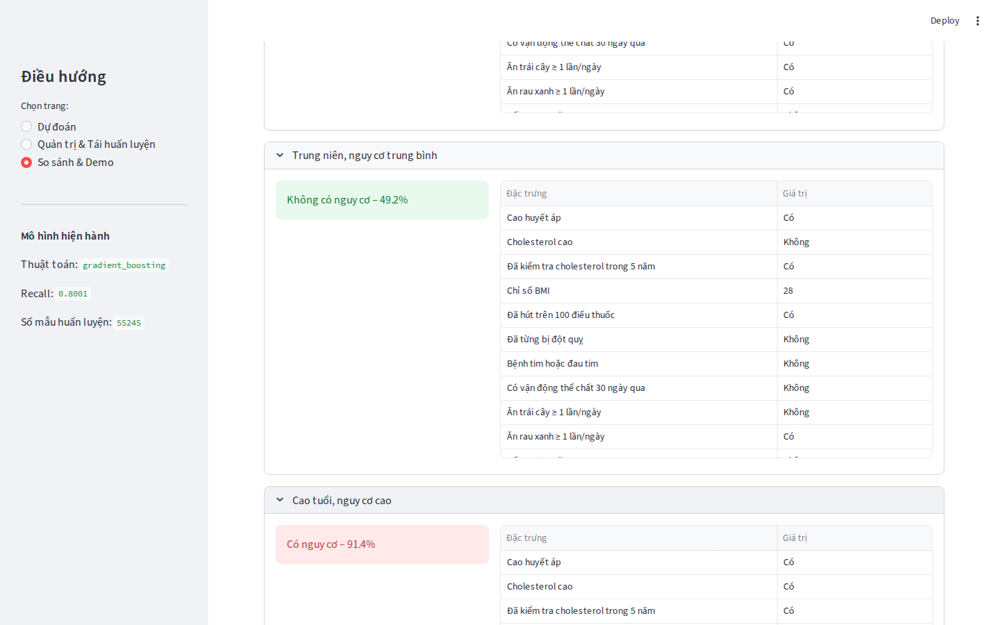 Deploy
Điều hướng
Chọn trang:
Dự đoán
Quản trị & Tái huấn luyện
So sánh & Demo
Mô hình hiện hành
Thuật toán: gradient_boosting
Recall: 0.8001
Số mẫu huấn luyện: 55245
Có vận động thể chất 30 ngày qua Có
Ăn trái cây ≥ 1 lần/ngày Có
Ăn rau xanh ≥ 1 lần/ngày Có
Trung niên, nguy cơ trung bình
Không có nguy cơ – 49.2%
Đặc trưng Giá trị
Cao huyết áp Có
Cholesterol cao Không
Đã kiểm tra cholesterol trong 5 năm Có
Chỉ số BMI 28
Đã hút trên 100 điếu thuốc Có
Đã từng bị đột quỵ Không
Bệnh tim hoặc đau tim Không
Có vận động thể chất 30 ngày qua Không
Ăn trái cây ≥ 1 lần/ngày Không
Ăn rau xanh ≥ 1 lần/ngày Có
Cao tuổi, nguy cơ cao
Có nguy cơ – 91.4%
Đặc trưng Giá trị
Cao huyết áp Có
Cholesterol cao Có
Đã kiểm tra cholesterol trong 5 năm Có